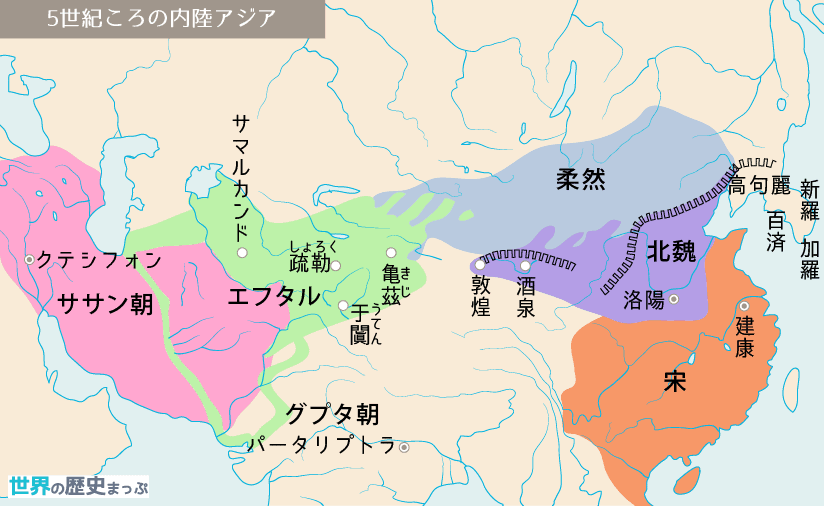 5世紀ころの内陸アジア
サマルカンド
クテシフォン
ササン朝
エフタル
しょろく
疏勒
亀茲
きじ
于闐
うてん
グプタ朝
パータリプトラ
柔然
敦煌
酒泉
北魏
洛陽
高句麗
百済
新羅
加羅
建康
宋
世界の歴史まっぷ